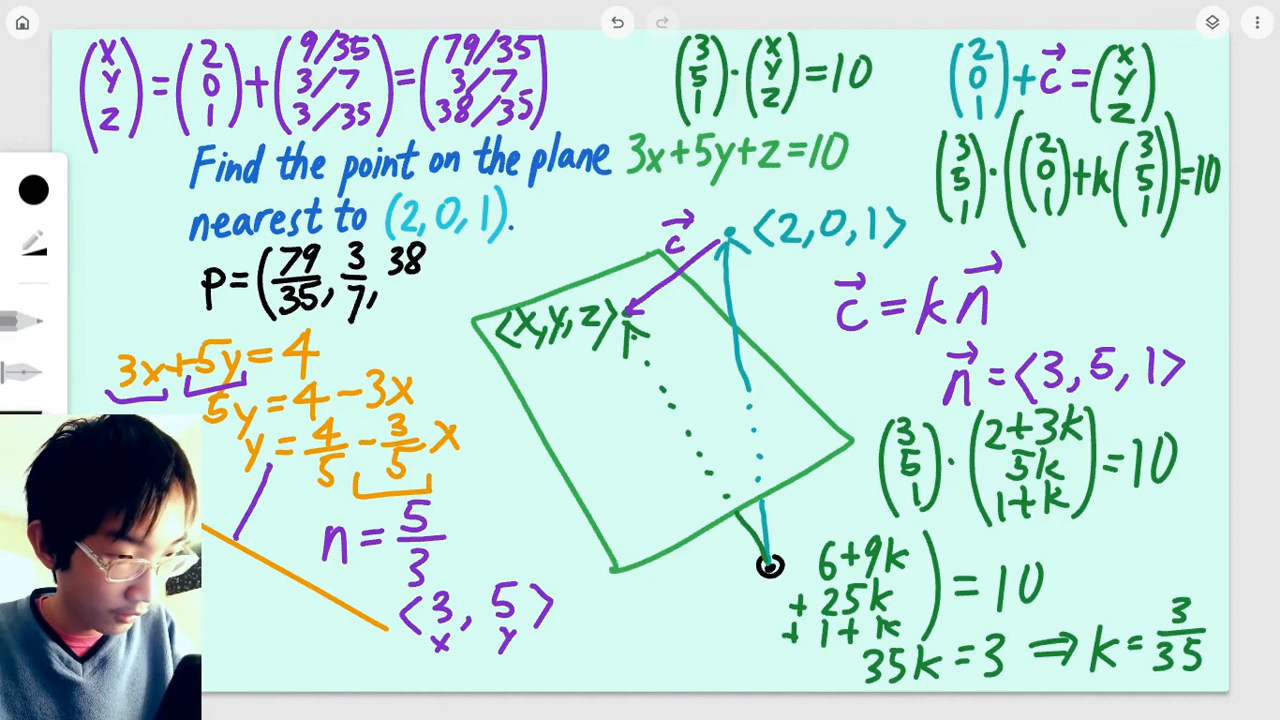 (x y z) = (2 0 1) + (9/35 3/7 3/35) = (79/35 3/7 38/35)
(3 5 1) · (x y z) = 10
(2 0 1) + c⃗ = (x y z)
Find the point on the plane 3x+5y+z=10
nearest to (2,0,1).
(3 5 1) · ((2 0 1) + k(3 5 1)) = 10
p = (79/35, 3/7, 38
c⃗
<2,0,1>
<x,y,z>
c⃗ = k n⃗
n⃗ = <3,5,1>
3x+5y=4
5y=4-3x
y = 4/5 - 3/5 x
n = 5/3
<3, 5>
x y
(3 5 1) · (2+3k 5k 1+k) = 10
6+9k
+ 25k
+ 1+k
) = 10
35k = 3 ⇒ k = 3/35